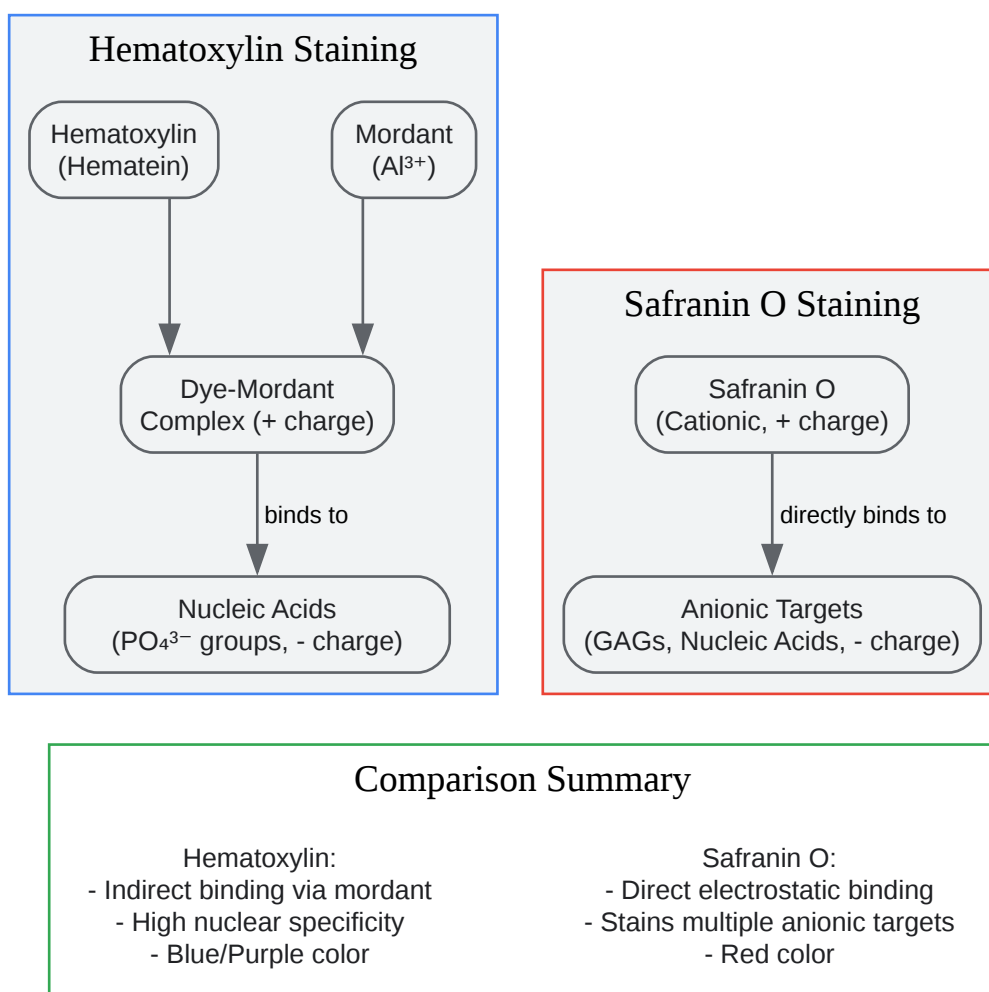 Hematoxylin Staining
Hematoxylin
(Hematein)
Mordant
(Al³⁺)
Dye-Mordant
Complex (+ charge)
binds to
Nucleic Acids
(PO₄³⁻ groups, - charge)
Safranin O Staining
Safranin O
(Cationic, + charge)
directly binds to
Anionic Targets
(GAGs, Nucleic Acids, - charge)
Comparison Summary
Hematoxylin:
- Indirect binding via mordant
- High nuclear specificity
- Blue/Purple color
Safranin O:
- Direct electrostatic binding
- Stains multiple anionic targets
- Red color